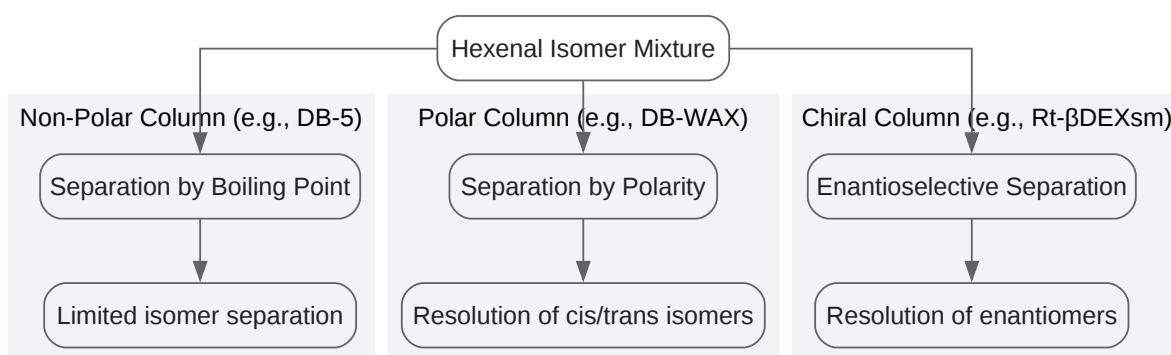 Hexenal Isomer Mixture
Non-Polar Column (e.g., DB-5)
Polar Column (e.g., DB-WAX)
Chiral Column (e.g., Rt-βDEXsm)
Separation by Boiling Point
Separation by Polarity
Enantioselective Separation
Limited isomer separation
Resolution of cis/trans isomers
Resolution of enantiomers